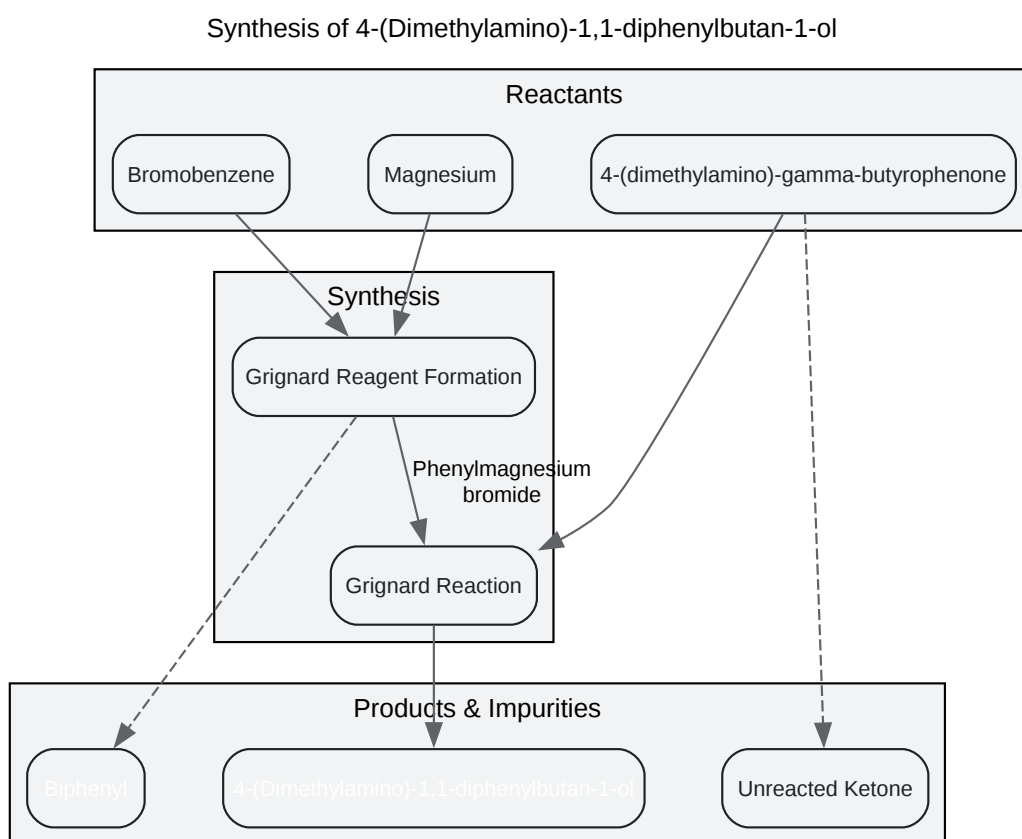 Synthesis of 4-(Dimethylamino)-1,1-diphenylbutan-1-ol
Reactants
Bromobenzene
Magnesium
4-(dimethylamino)-gamma-butyrophenone
Synthesis
Grignard Reagent Formation
Phenylmagnesium
bromide
Grignard Reaction
Products & Impurities
Biphenyl
4-(Dimethylamino)-1,1-diphenylbutan-1-ol
Unreacted Ketone